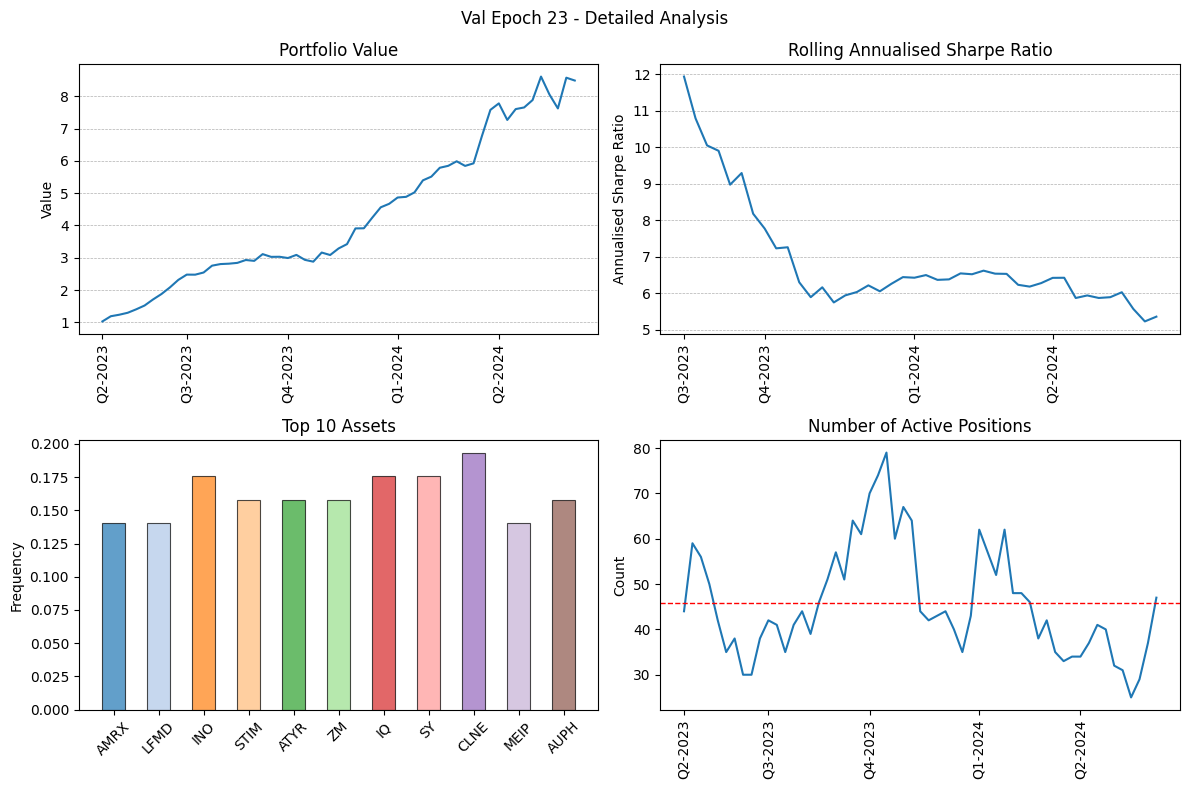 Val Epoch 23 - Detailed Analysis
Portfolio Value
Value
8
7
6
5
4
3
2
1
Q2-2023
Q3-2023
Q4-2023
Q1-2024
Q2-2024
Rolling Annualised Sharpe Ratio
Annualised Sharpe Ratio
12
11
10
9
8
7
6
5
Q3-2023
Q4-2023
Q1-2024
Q2-2024
Top 10 Assets
Frequency
0.200
0.175
0.150
0.125
0.100
0.075
0.050
0.025
0.000
AMRX
LFMD
INO
STIM
ATYR
ZM
IQ
SY
CLNE
MEIP
AUPH
Number of Active Positions
Count
80
70
60
50
40
30
Q2-2023
Q3-2023
Q4-2023
Q1-2024
Q2-2024